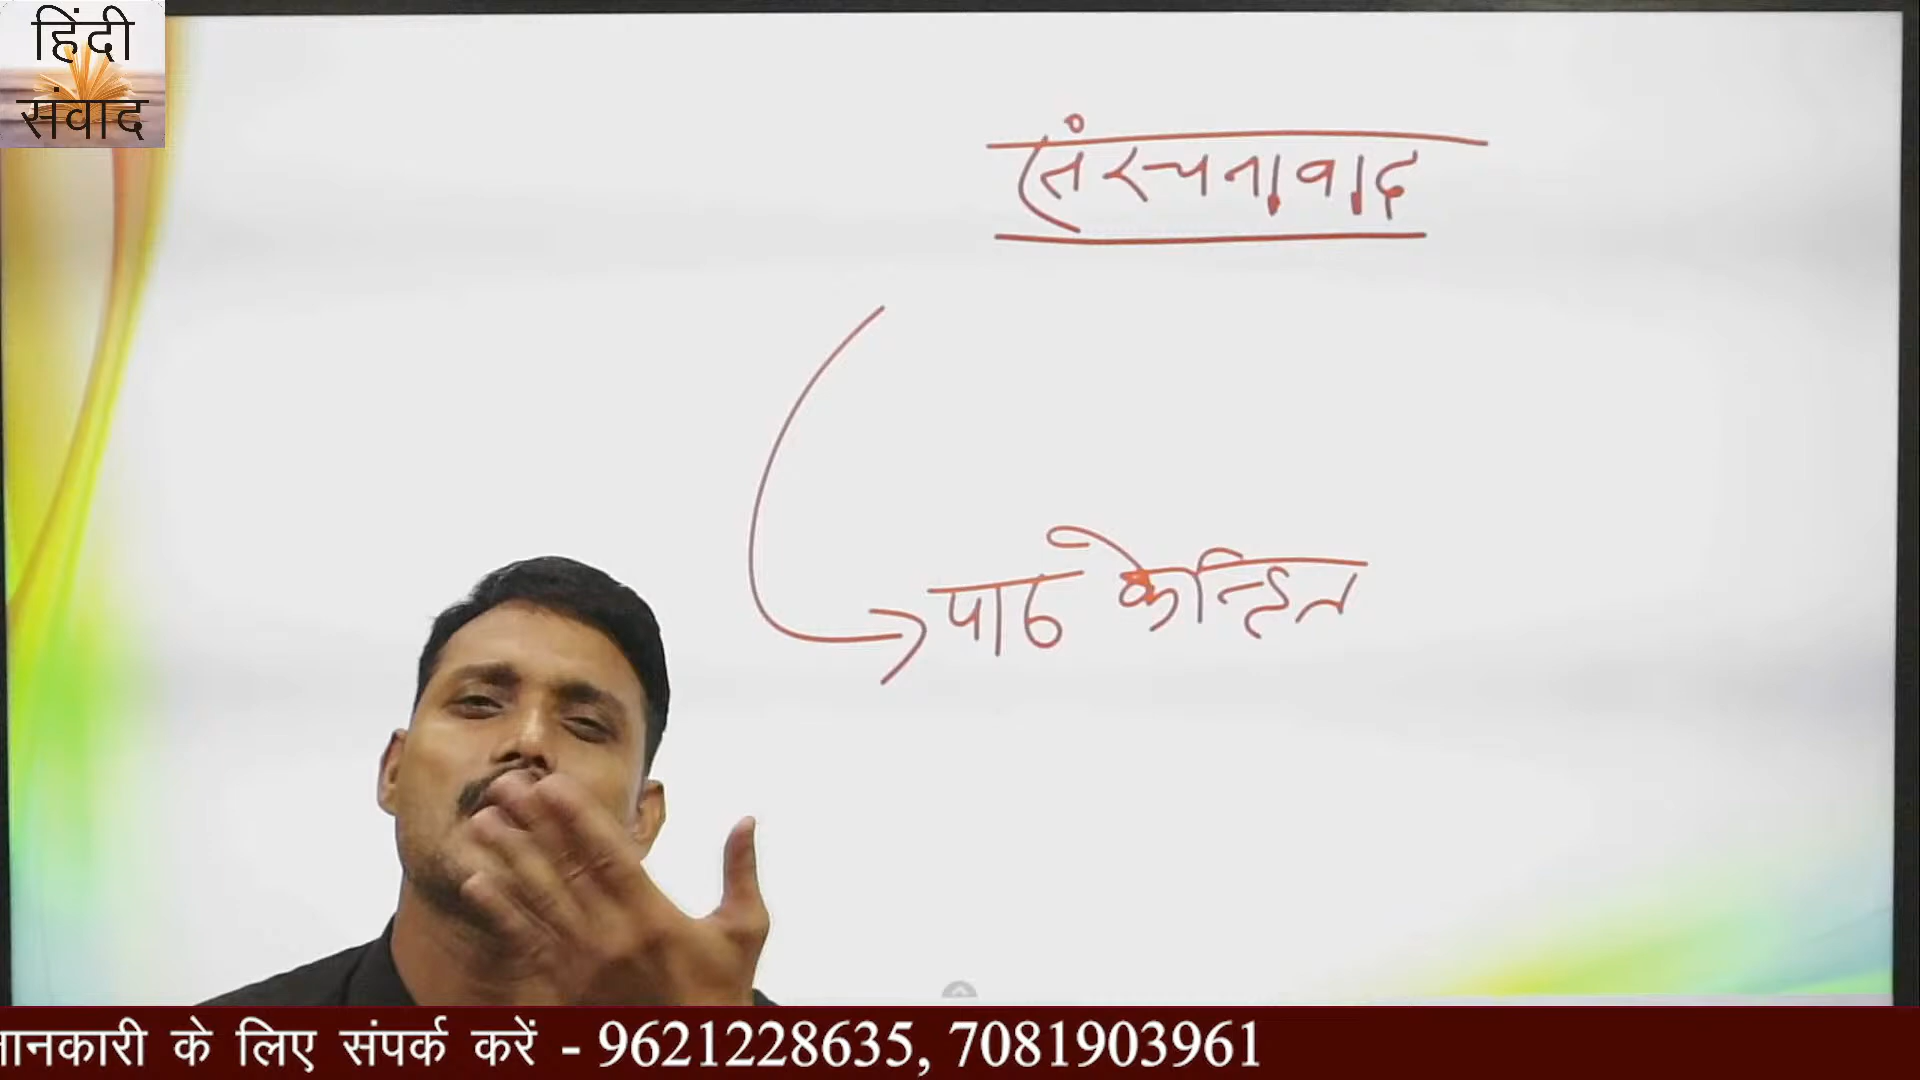 हिंदी
संवाद
संरचनावाद
पाठ केन्द्रित
जानकारी के लिए संपर्क करें - 9621228635, 7081903961